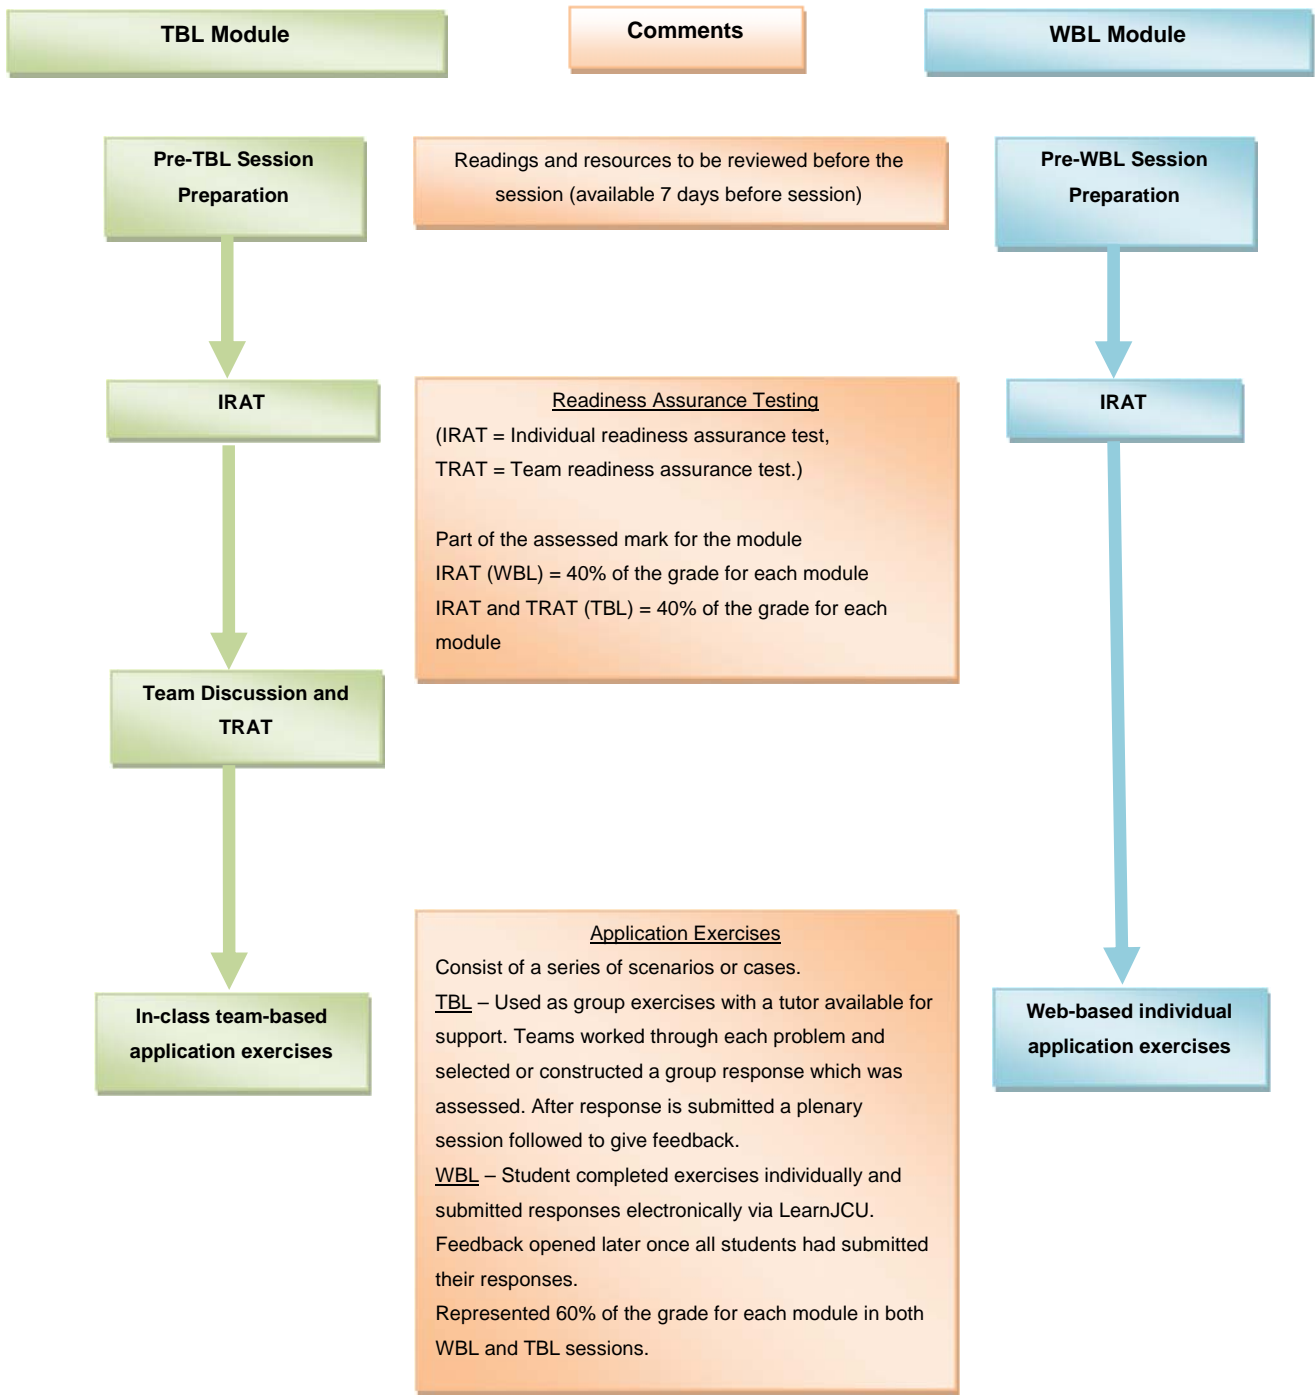 TBL Module
Comments
WBL Module
Pre-TBL Session
Preparation
Readings and resources to be reviewed before the
session (available 7 days before session)
Pre-WBL Session
Preparation
IRAT
Readiness Assurance Testing
(IRAT = Individual readiness assurance test,
TRAT = Team readiness assurance test.)
Part of the assessed mark for the module
IRAT (WBL) = 40% of the grade for each module
IRAT and TRAT (TBL) = 40% of the grade for each
module
IRAT
Team Discussion and
TRAT
In-class team-based
application exercises
Application Exercises
Consist of a series of scenarios or cases.
TBL – Used as group exercises with a tutor available for
support. Teams worked through each problem and
selected or constructed a group response which was
assessed. After response is submitted a plenary
session followed to give feedback.
WBL – Student completed exercises individually and
submitted responses electronically via LearnJCU.
Feedback opened later once all students had submitted
their responses.
Represented 60% of the grade for each module in both
WBL and TBL sessions.
Web-based individual
application exercises